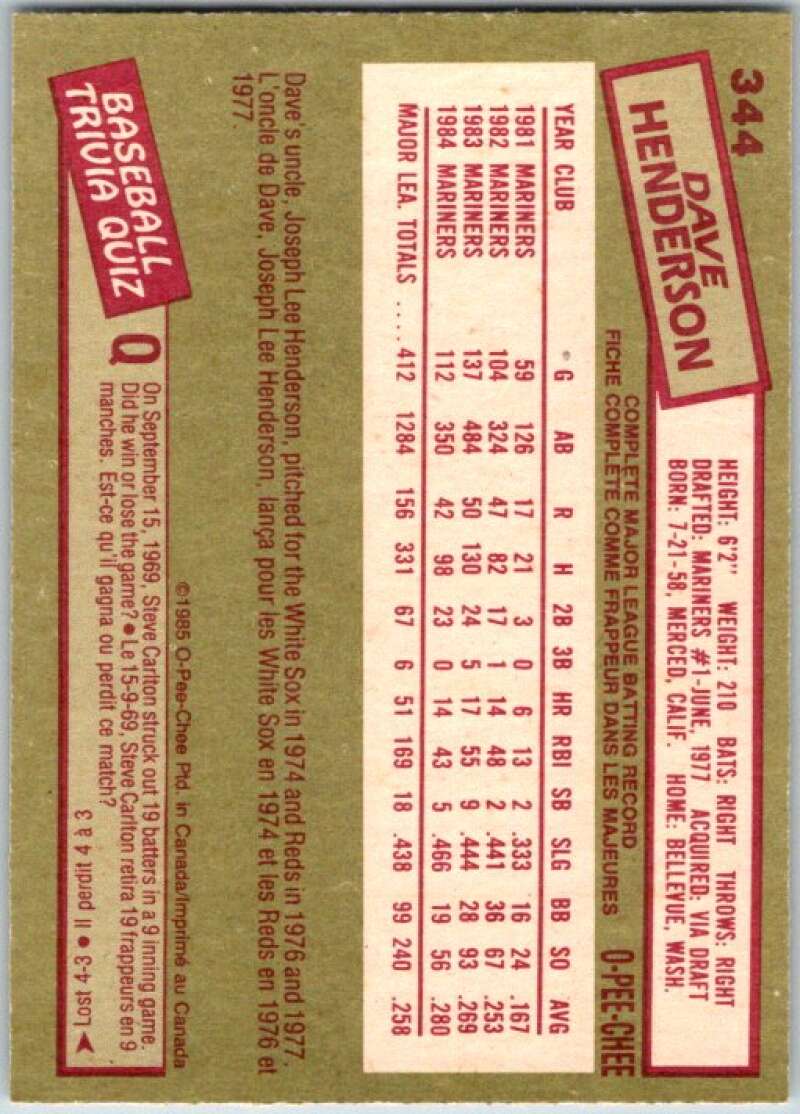 344
DAVE
HENDERSON
HEIGHT: 6'2" WEIGHT: 210 BATS: RIGHT THROWS: RIGHT
DRAFTED: MARINERS #1-JUNE, 1977 ACQUIRED: VIA DRAFT
BORN: 7-21-58, MERCED, CALIF. HOME: BELLEVUE, WASH.
COMPLETE MAJOR LEAGUE BATTING RECORD
FICHE COMPLÈTE COMME FRAPPEUR DANS LES MAJEURES
O-PEE-CHEE
YEAR CLUB G AB R H 2B 3B HR RBI SB SLG BB SO AVG
1981 MARINERS 59 126 17 21 3 0 6 13 2 .333 16 24 .167
1982 MARINERS 104 324 47 82 17 1 14 48 2 .441 36 67 .253
1983 MARINERS 137 484 50 130 24 5 17 55 9 .444 28 93 .269
1984 MARINERS 112 350 42 98 23 0 14 43 5 .466 19 56 .280
MAJOR LEA. TOTALS .... 412 1284 156 331 67 6 51 169 18 .438 99 240 .258
Dave's uncle, Joseph Lee Henderson, pitched for the White Sox in 1974 and Reds in 1976 and 1977.
L'oncle de Dave, Joseph Lee Henderson, lança pour les White Sox en 1974 et les Reds en 1976 et
1977.
©1985 O-Pee-Chee Ptd. in Canada/Imprimé au Canada
BASEBALL
TRIVIA QUIZ
Q
On September 15, 1969, Steve Carlton struck out 19 batters in a 9 inning game.
Did he win or lose the game? • Le 15-9-69, Steve Carlton retira 19 frappeurs en 9
manches. Est-ce qu'il gagna ou perdit ce match?
Lost 4-3 • Il perdit 4 à 3